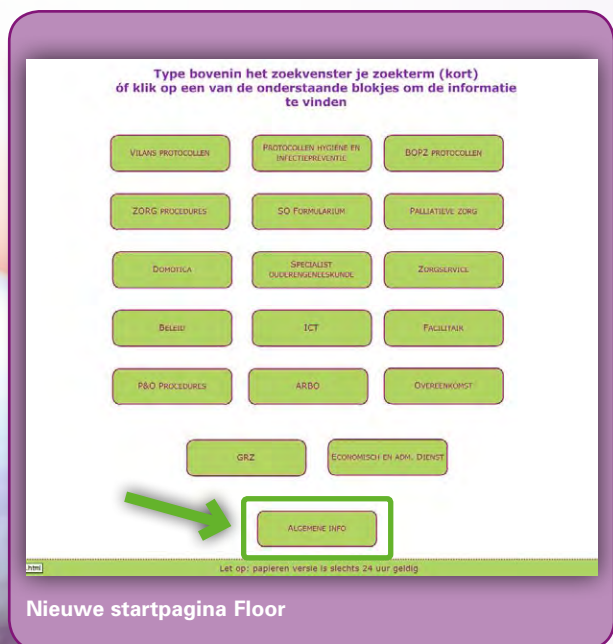 Type bovenin het zoekvenster je zoekterm (kort)
óf klik op een van de onderstaande blokjes om de informatie
te vinden
VILANS PROTOCOLLEN
PROTOCOLLEN HYGIËNE EN
INFECTIEPREVENTIE
BOPZ PROTOCOLLEN
ZORG PROCEDURES
SO FORMULARIUM
PALLIATIEVE ZORG
DOMOTICA
SPECIALIST
OUDERENGENEESKUNDE
ZORGSERVICE
BELEID
ICT
FACILITAIR
P&O PROCEDURES
ARBO
OVEREENKOMST
GRZ
ECONOMISCH EN ADM. DIENST
ALGEMENE INFO
.html
Let op: papieren versie is slechts 24 uur geldig
Nieuwe startpagina Floor